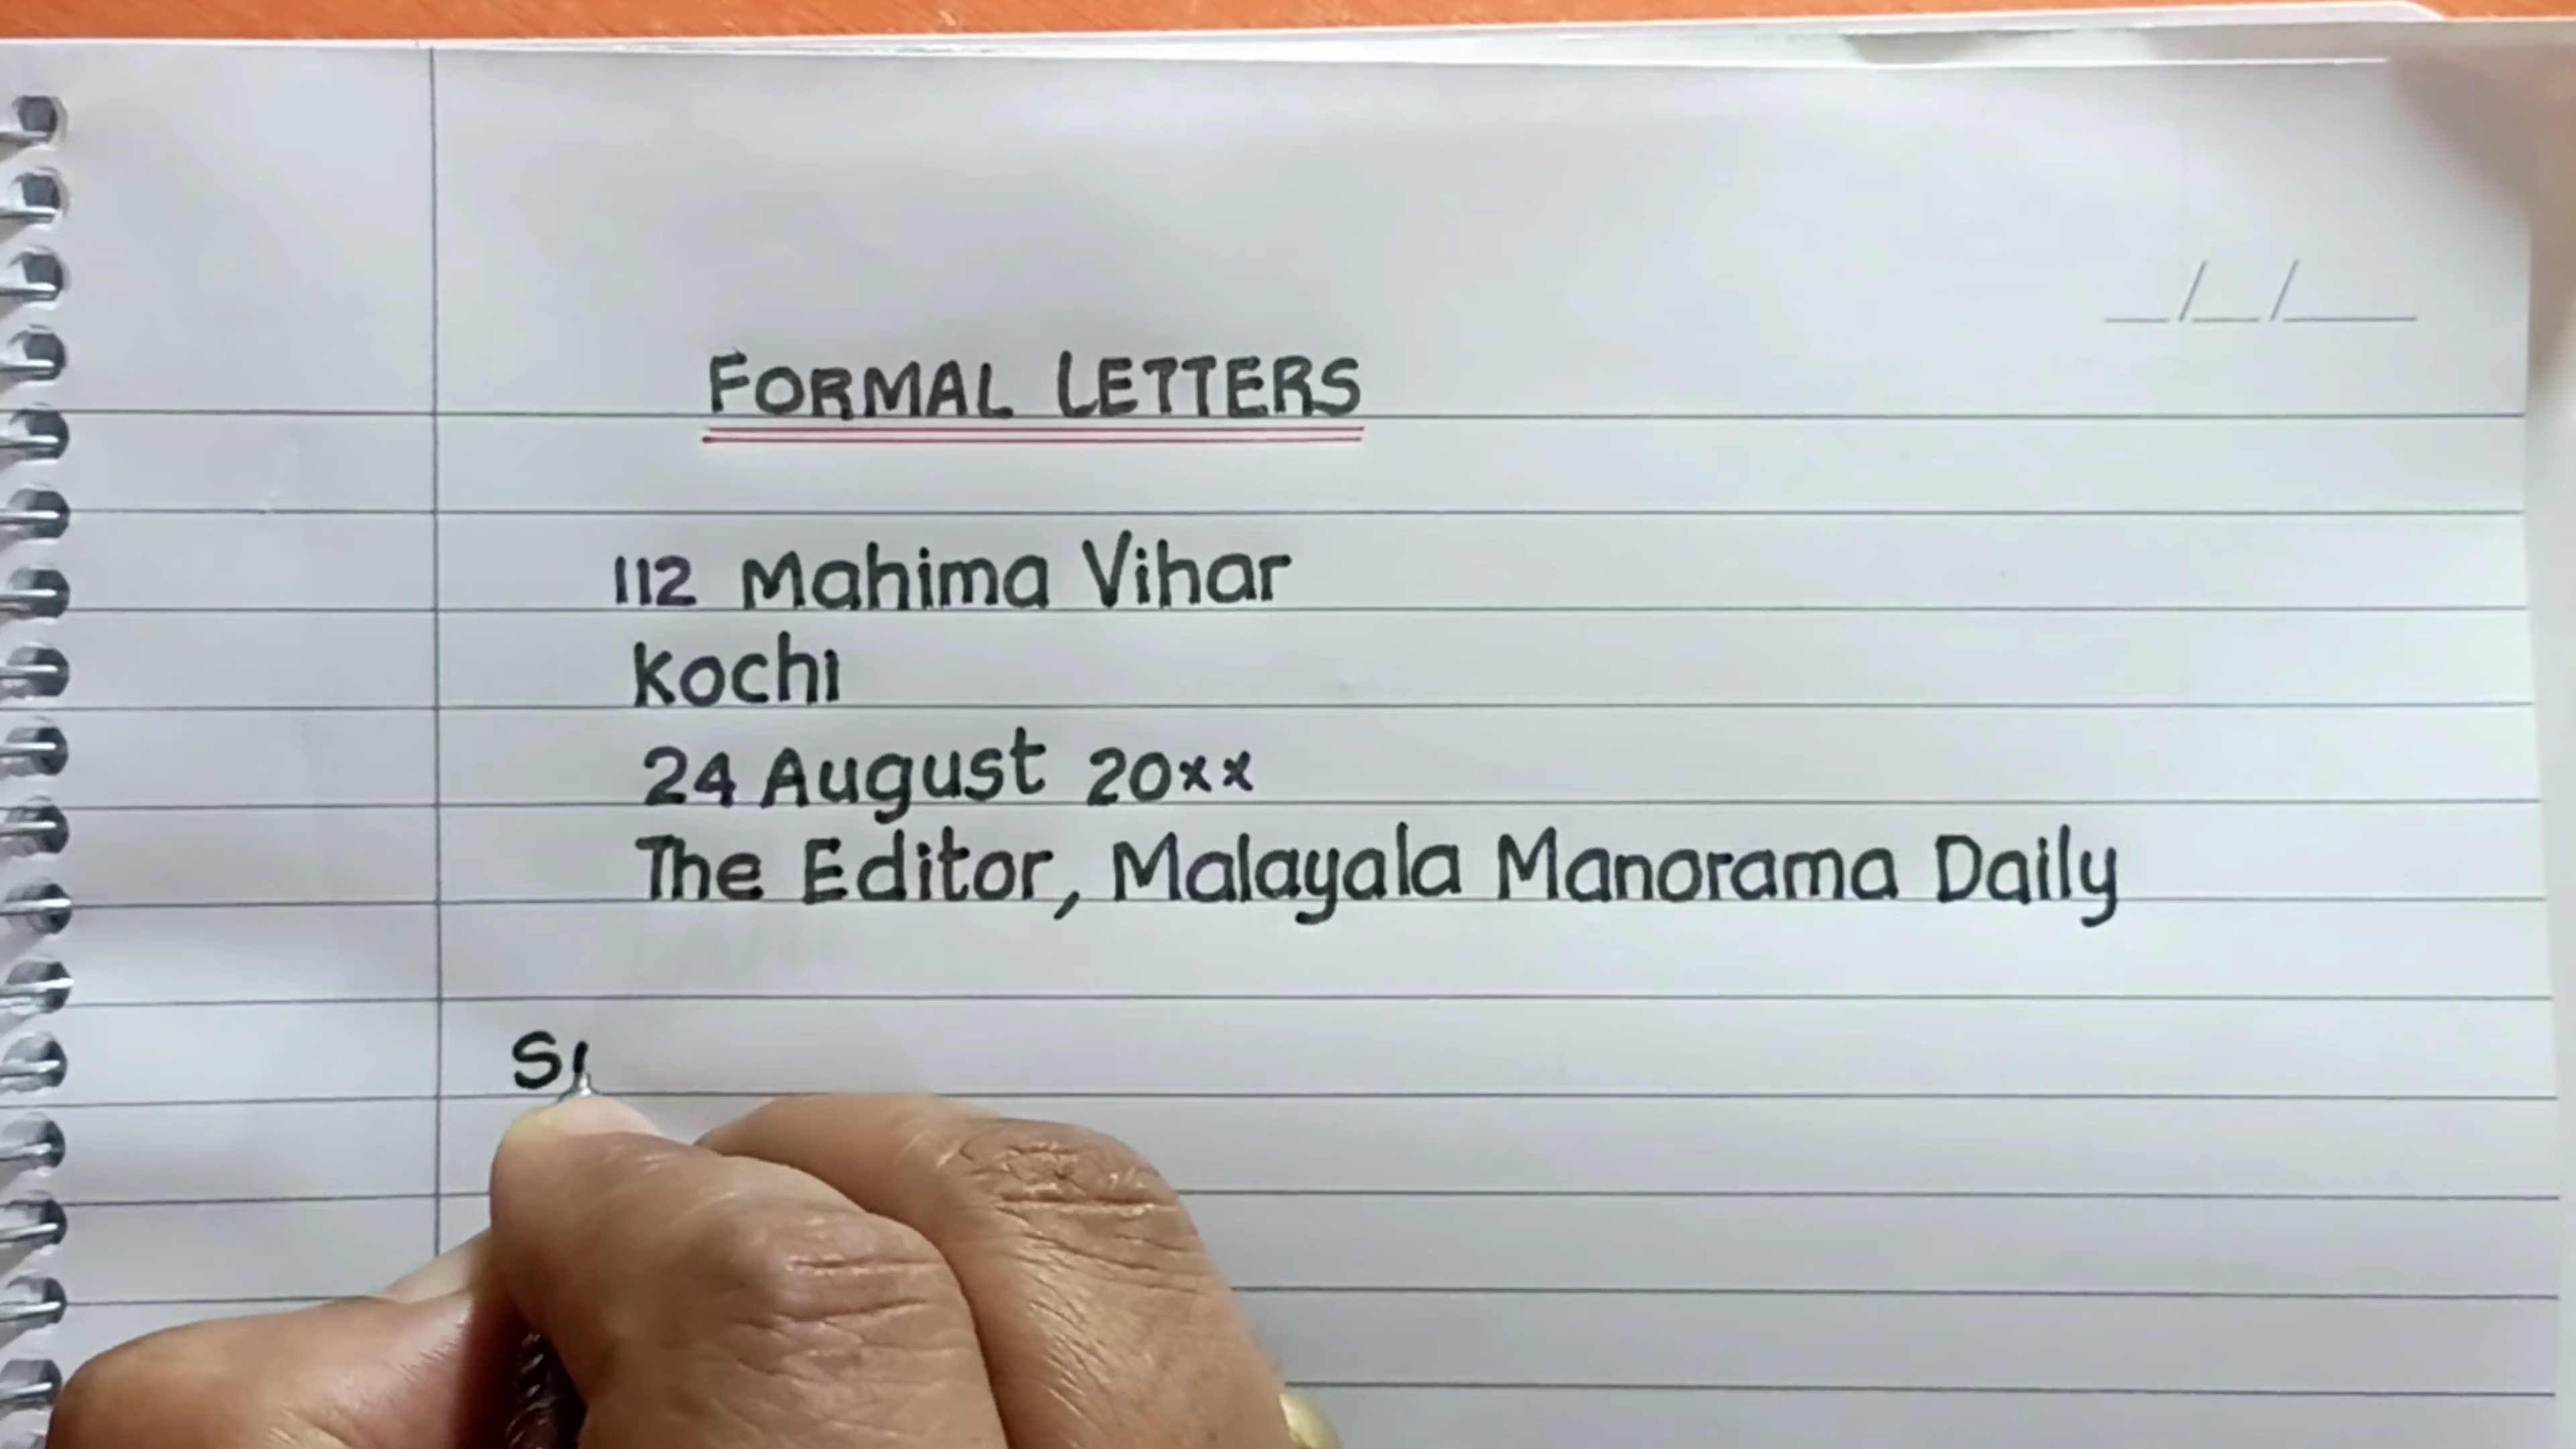 FORMAL LETTERS
112 Mahima Vihar
Kochi
24 August 20xx
The Editor, Malayala Manorama Daily